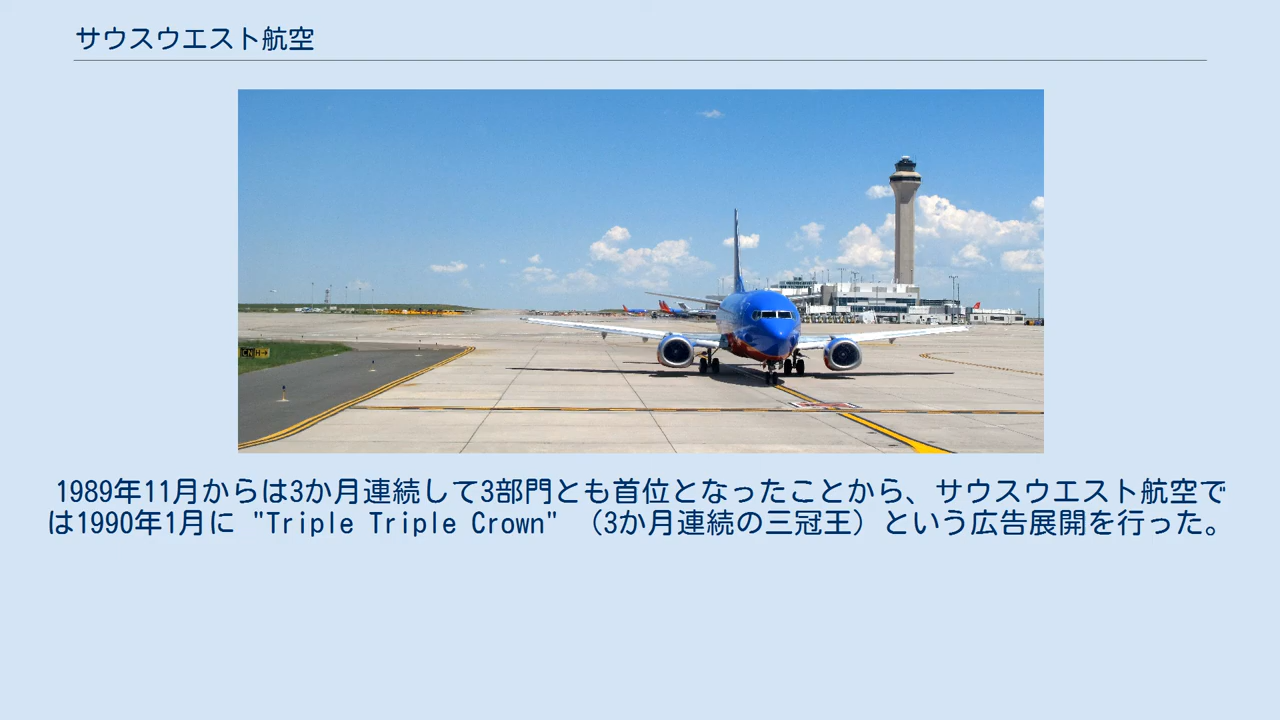 サウスウエスト航空
1989年11月からは3か月連続して3部門とも首位となったことから、サウスウエスト航空で
は1990年1月に "Triple Triple Crown" （3か月連続の三冠王）という広告展開を行った。